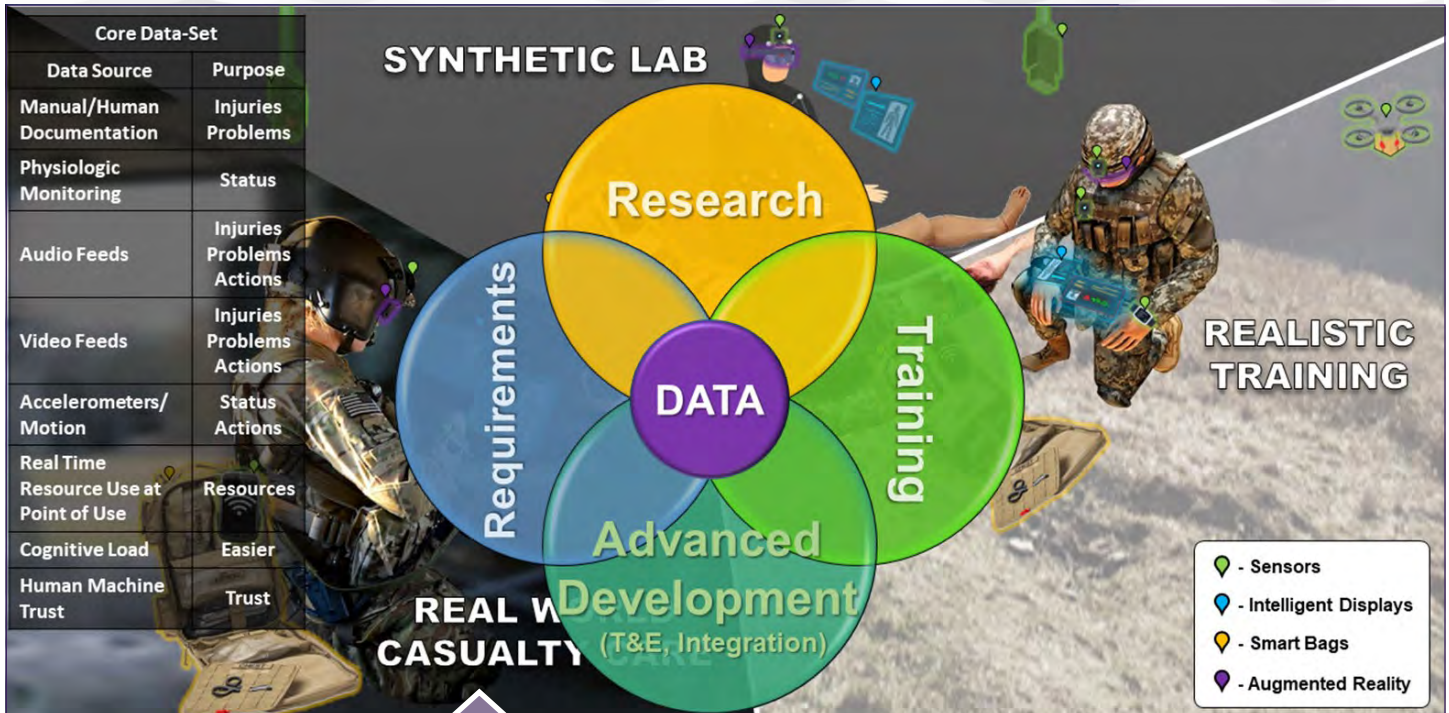 Core Data-Set
Data Source Purpose
Manual/Human Injuries
Documentation Problems
Physiologic
Monitoring Status
Injuries
Audio Feeds Problems
Actions
Injuries
Video Feeds Problems
Actions
Accelerometers/ Status
Motion Actions
Real Time
Resource Use at Resources
Point of Use
Cognitive Load Easier
Human Machine
Trust Trust
SYNTHETIC LAB
Research
Requirements
DATA
Training
Advanced
Development
(T&E, Integration)
REAL WORLD
CASUALTY CARE
REALISTIC
TRAINING
- Sensors
- Intelligent Displays
- Smart Bags
- Augmented Reality